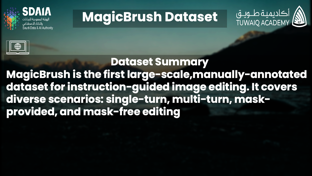 SDAIA
MagicBrush Dataset
أكاديمية طويق
TUWAIQ ACADEMY
Dataset Summary
MagicBrush is the first large-scale,manually-annotated
dataset for instruction-guided image editing. It covers
diverse scenarios: single-turn, multi-turn, mask-
provided, and mask-free editing